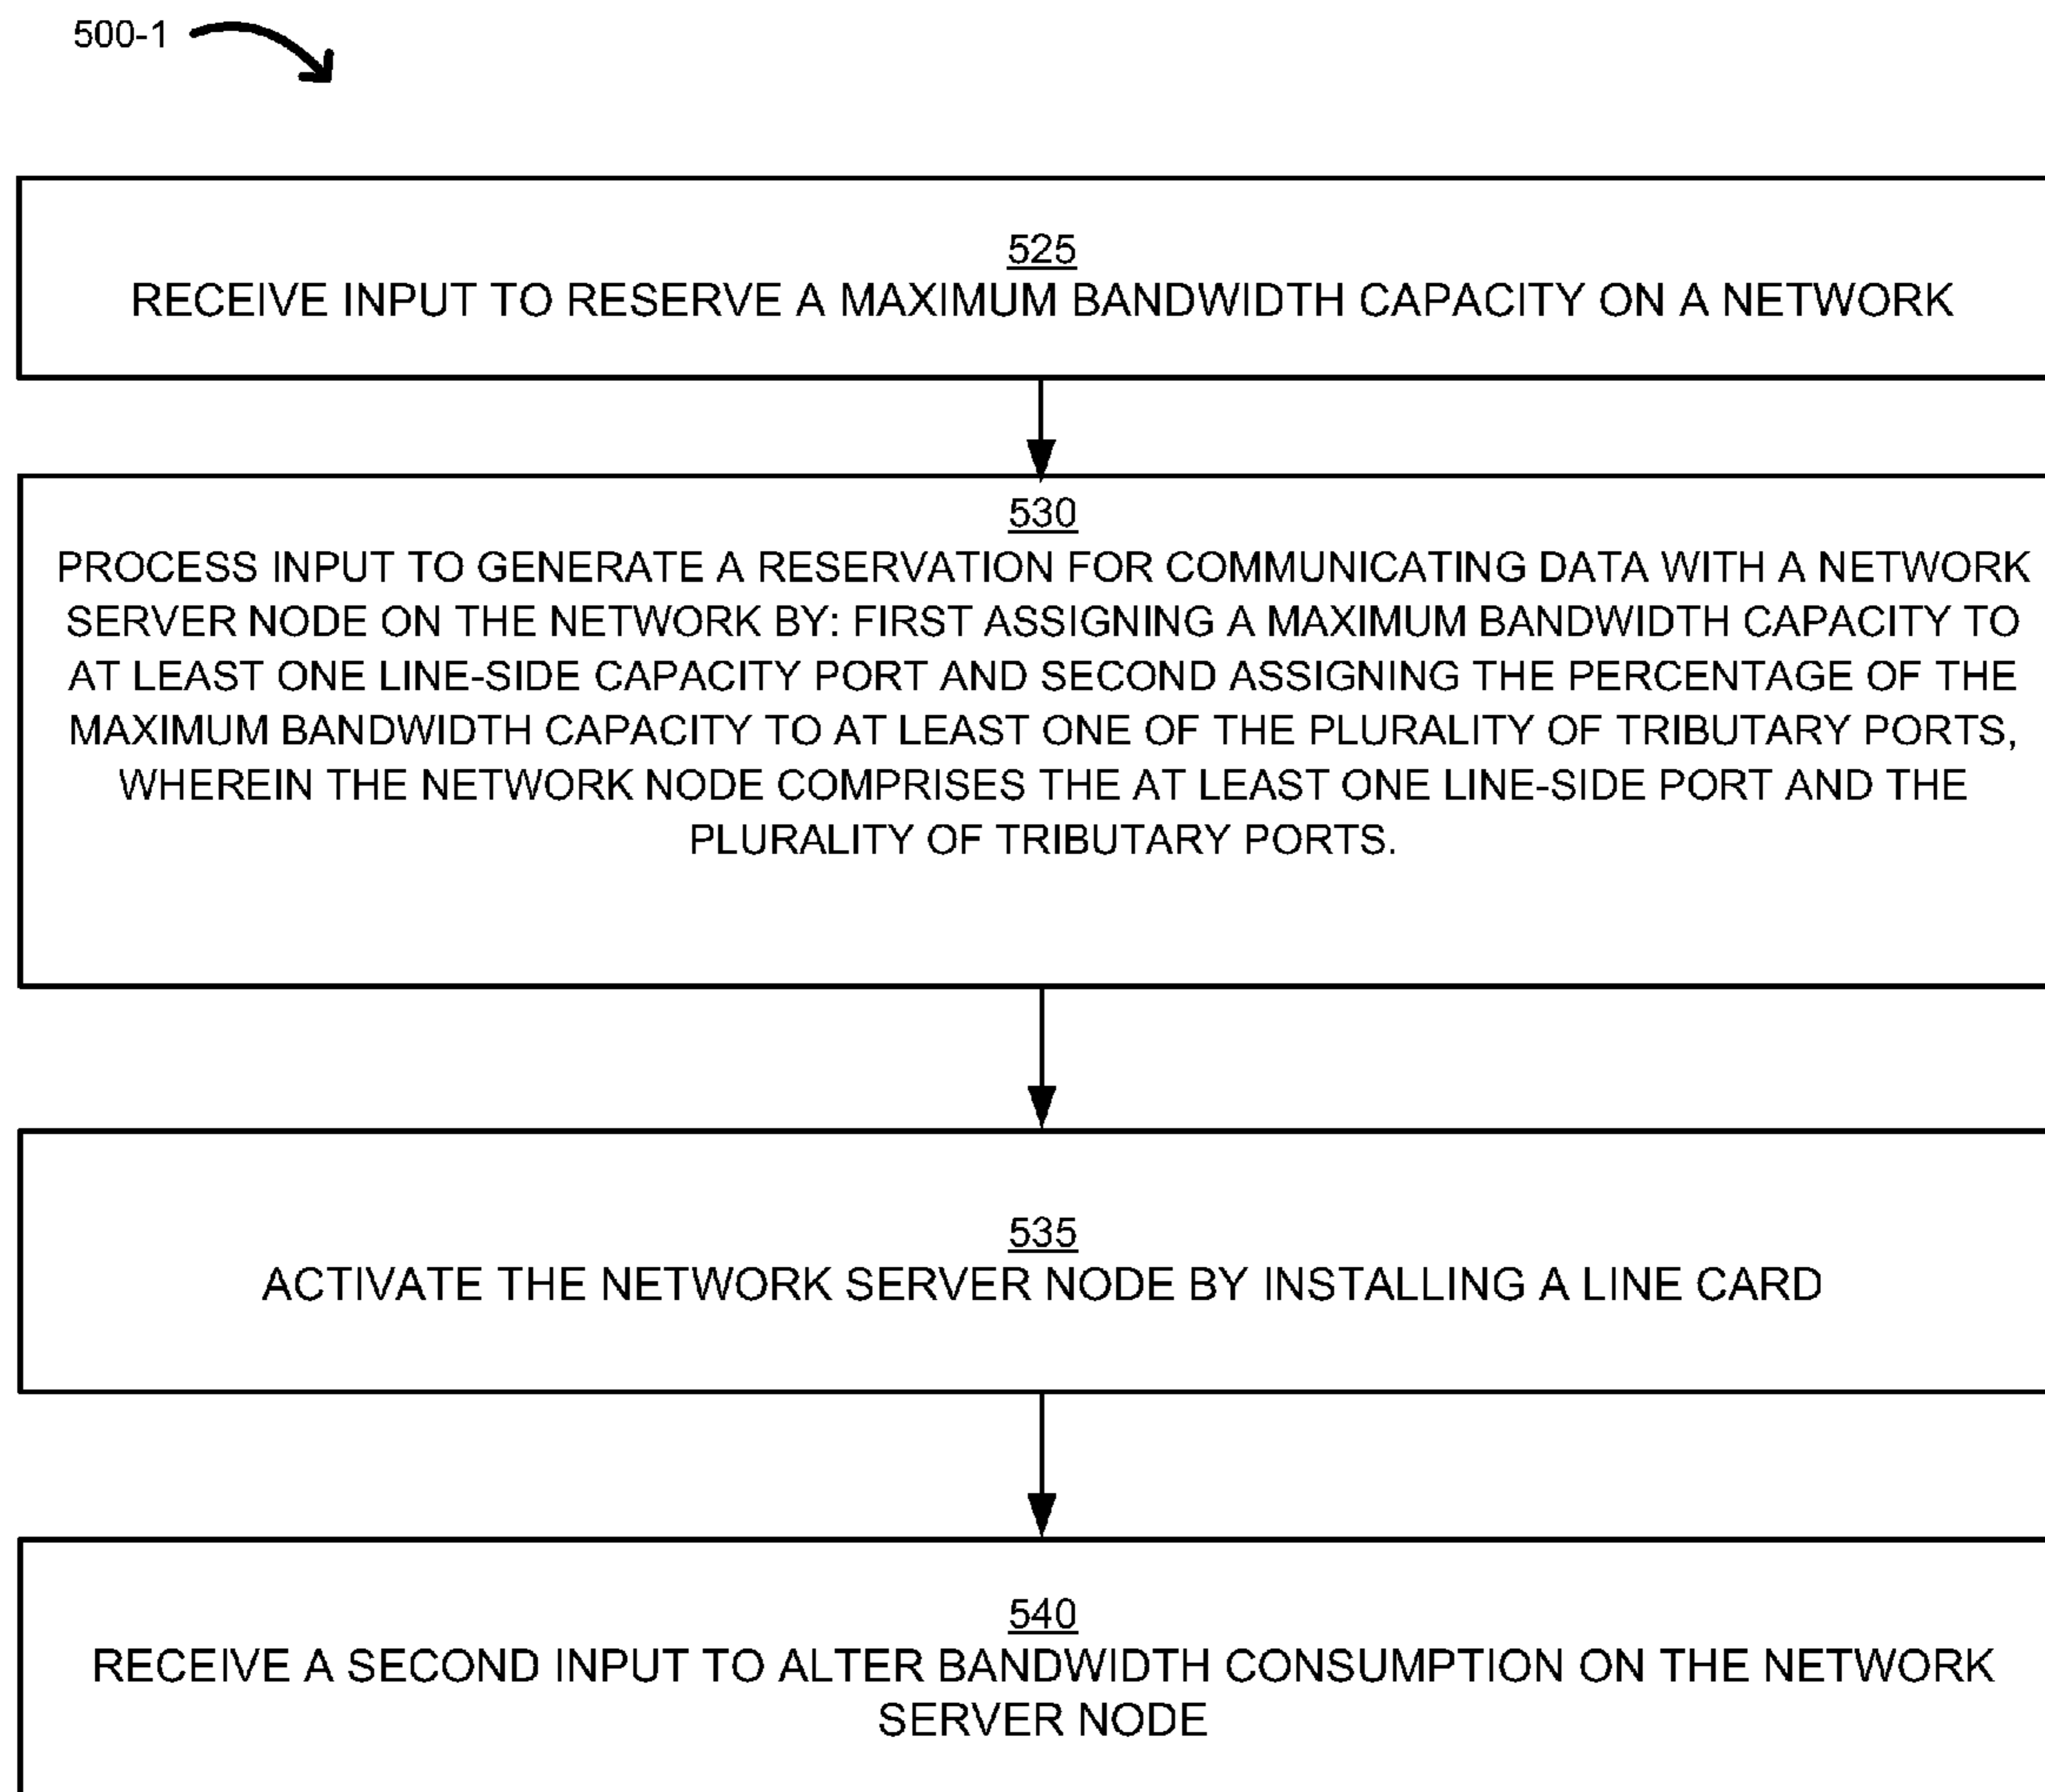 500-1
525
RECEIVE INPUT TO RESERVE A MAXIMUM BANDWIDTH CAPACITY ON A NETWORK
530
PROCESS INPUT TO GENERATE A RESERVATION FOR COMMUNICATING DATA WITH A NETWORK
SERVER NODE ON THE NETWORK BY: FIRST ASSIGNING A MAXIMUM BANDWIDTH CAPACITY TO
AT LEAST ONE LINE-SIDE CAPACITY PORT AND SECOND ASSIGNING THE PERCENTAGE OF THE
MAXIMUM BANDWIDTH CAPACITY TO AT LEAST ONE OF THE PLURALITY OF TRIBUTARY PORTS,
WHEREIN THE NETWORK NODE COMPRISES THE AT LEAST ONE LINE-SIDE PORT AND THE
PLURALITY OF TRIBUTARY PORTS.
535
ACTIVATE THE NETWORK SERVER NODE BY INSTALLING A LINE CARD
540
RECEIVE A SECOND INPUT TO ALTER BANDWIDTH CONSUMPTION ON THE NETWORK
SERVER NODE